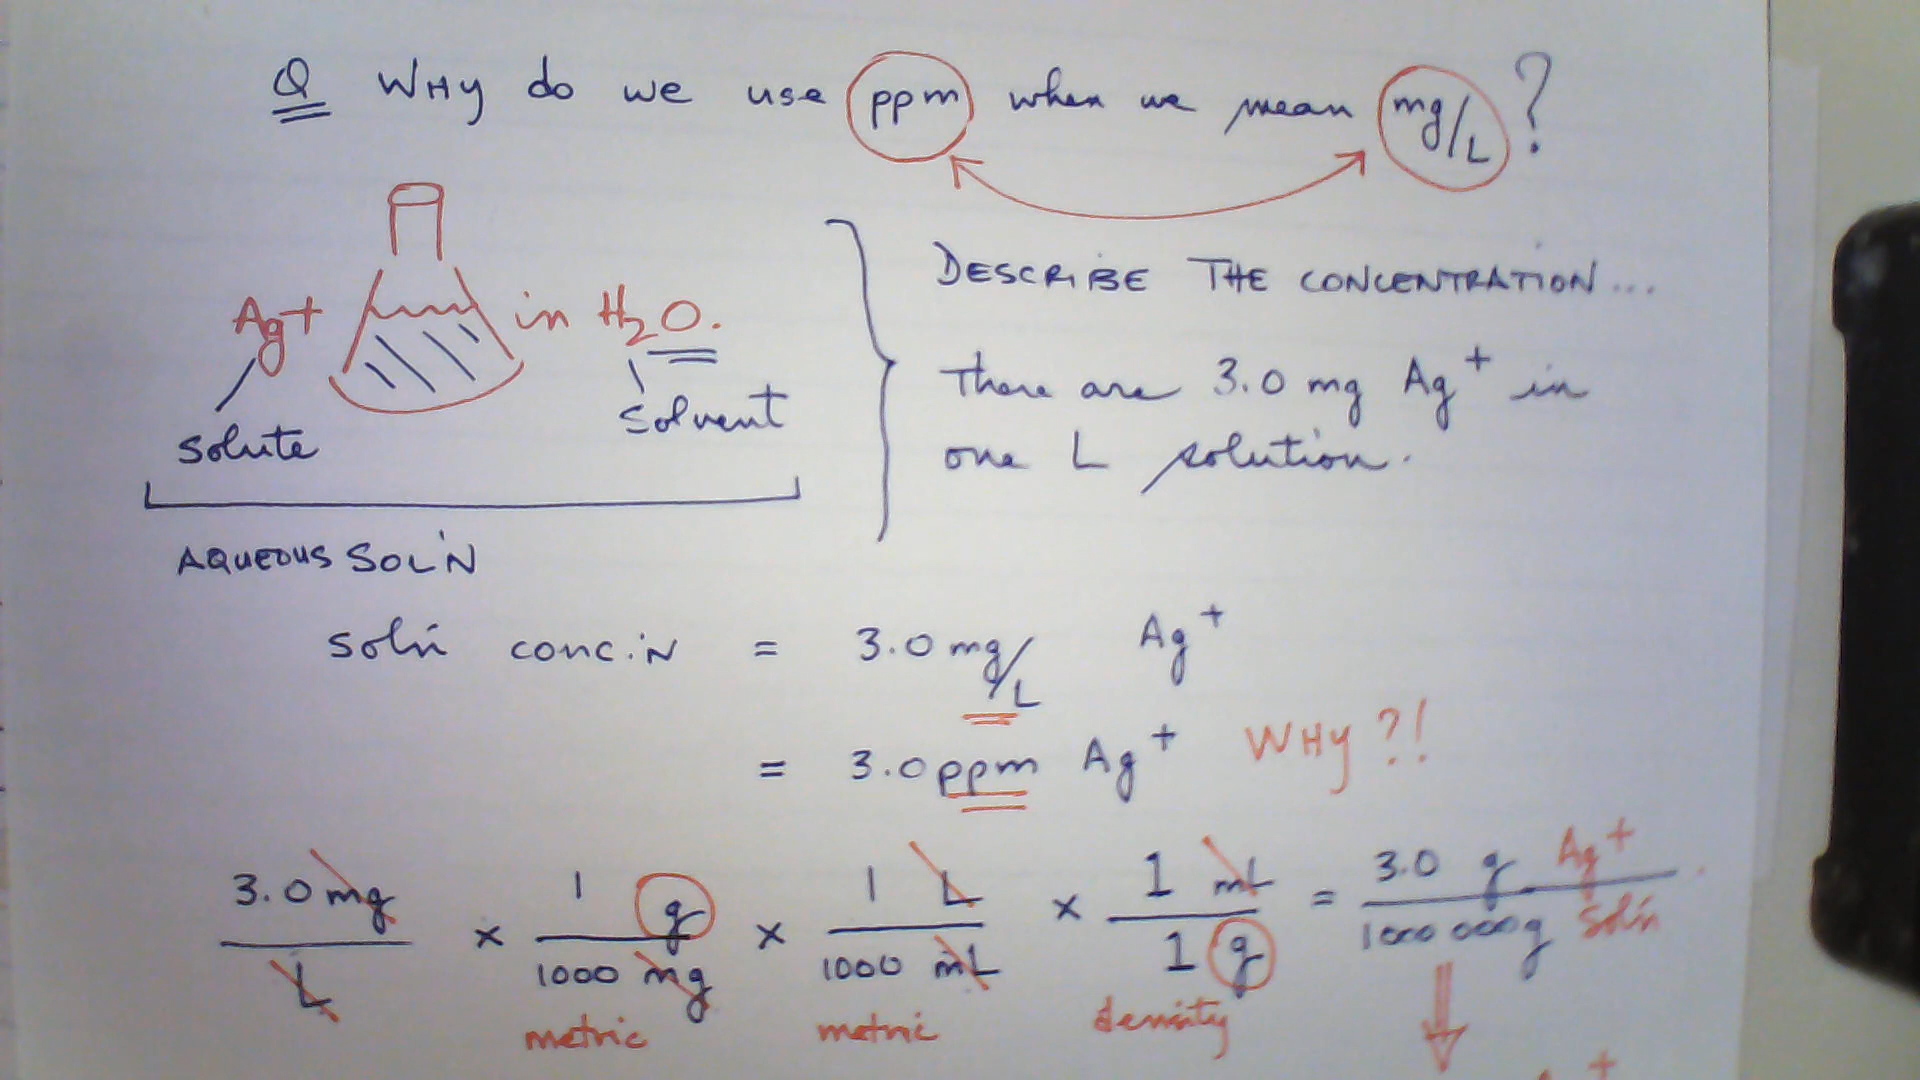 Q WHY do we use ppm when we mean mg/L ?
Ag+ in H2O.
solute
solvent
AQUEOUS SOL'N
DESCRIBE THE CONCENTRATION...
There are 3.0 mg Ag+ in
one L solution.
sol'n conc.'N = 3.0 mg/L Ag+
= 3.0 ppm Ag+ WHY?!
3.0 mg / L × 1 g / 1000 mg × 1 L / 1000 mL × 1 mL / 1 g = 3.0 g Ag+ / 1000 000g sol'n
metric metric density
+